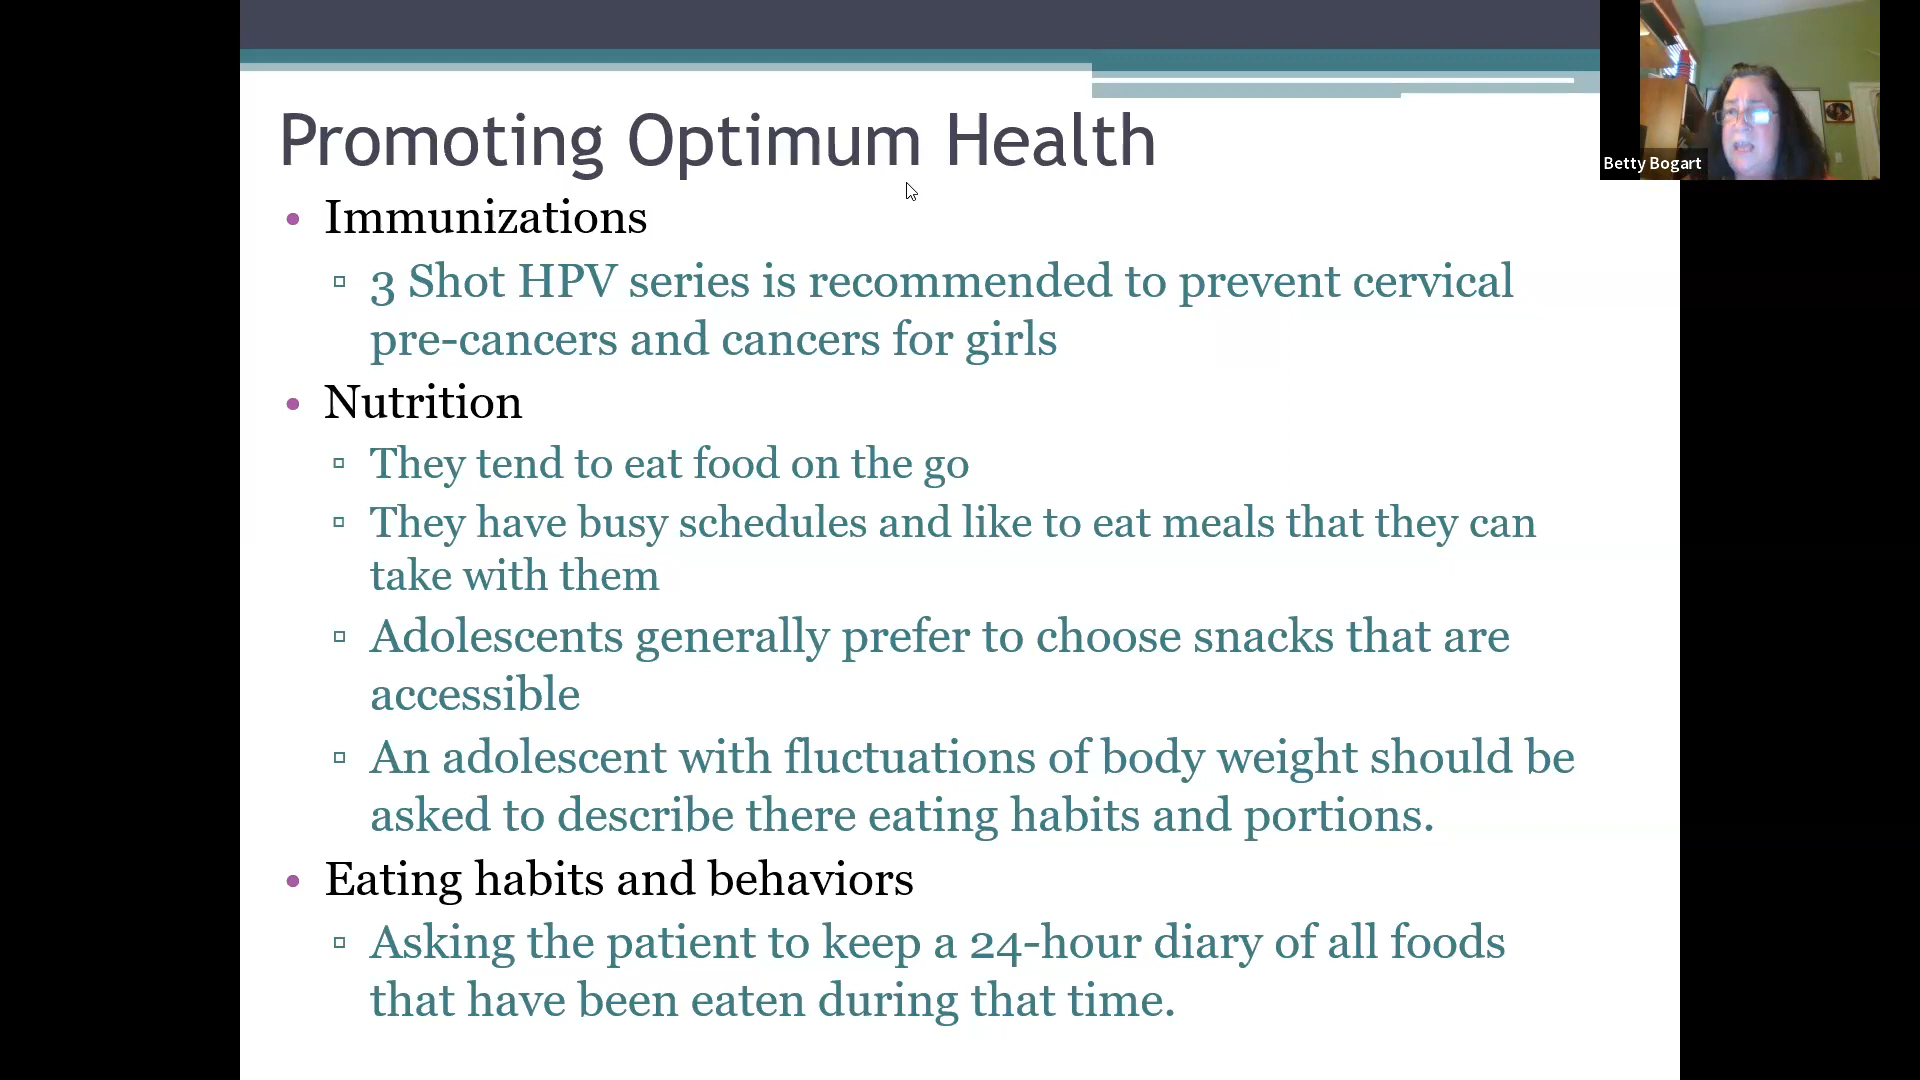 Promoting Optimum Health
• Immunizations
▫ 3 Shot HPV series is recommended to prevent cervical
pre-cancers and cancers for girls
• Nutrition
▫ They tend to eat food on the go
▫ They have busy schedules and like to eat meals that they can
take with them
▫ Adolescents generally prefer to choose snacks that are
accessible
▫ An adolescent with fluctuations of body weight should be
asked to describe there eating habits and portions.
• Eating habits and behaviors
▫ Asking the patient to keep a 24-hour diary of all foods
that have been eaten during that time.
Betty Bogart